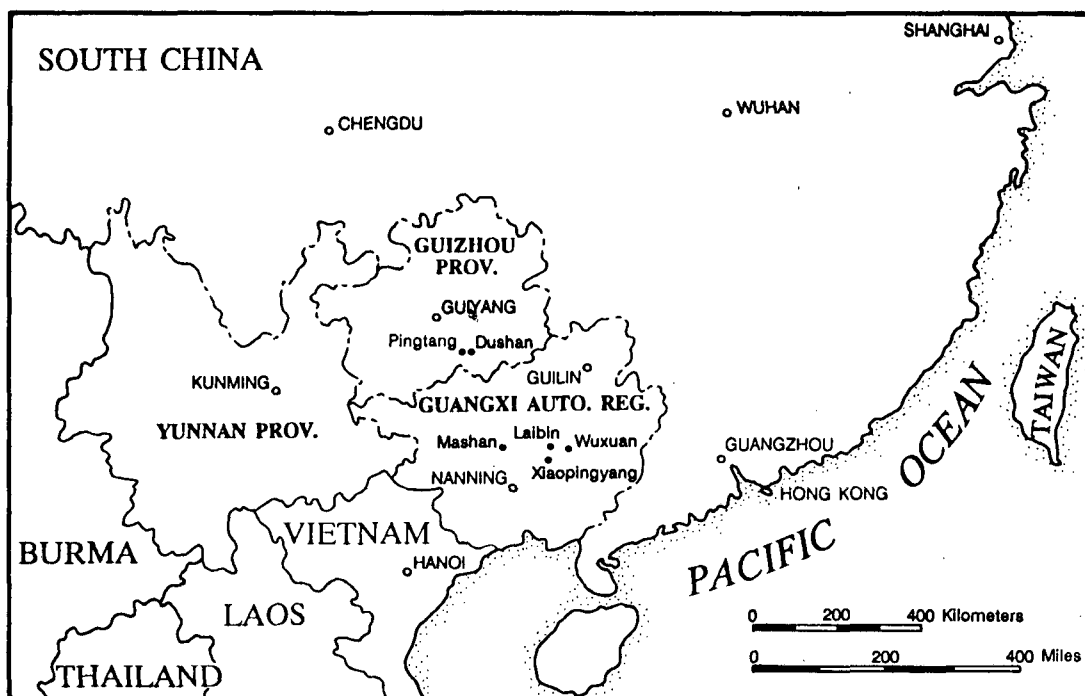 SHANGHAI
SOUTH CHINA
WUHAN
CHENGDU
GUIZHOU
PROV.
GUIYANG
Pingtang
Dushan
GUILIN
KUNMING
GUANGXI AUTO. REG.
YUNNAN PROV.
Laibin
Mashan
Wuxuan
Xiaopingyang
NANNING
GUANGZHOU
HONG KONG
TAIWAN
PACIFIC
OCEAN
VIETNAM
BURMA
HANOI
LAOS
THAILAND
0 200 400 Kilometers
0 200 400 Miles